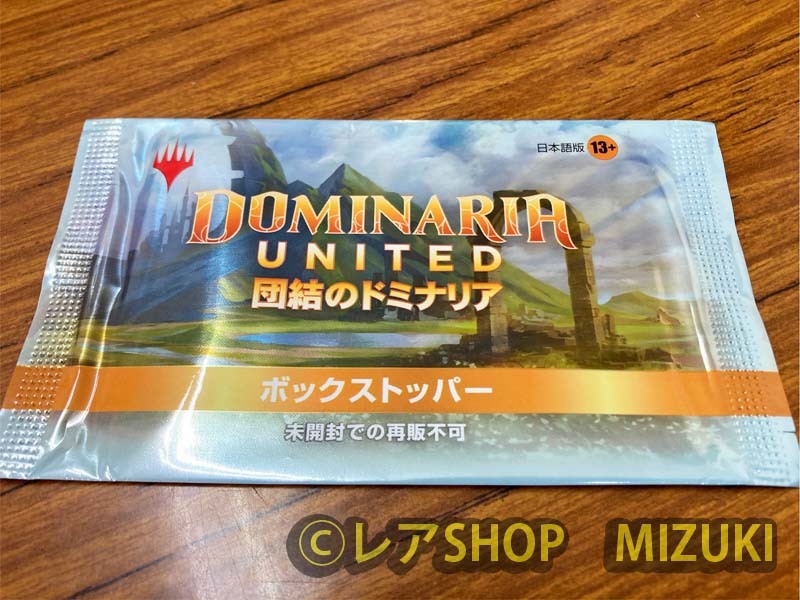 日本語版 13+
DOMINARIA
UNITED
団結のドミナリア
ボックストッパー
未開封での再販不可
©レアSHOP MIZUKI